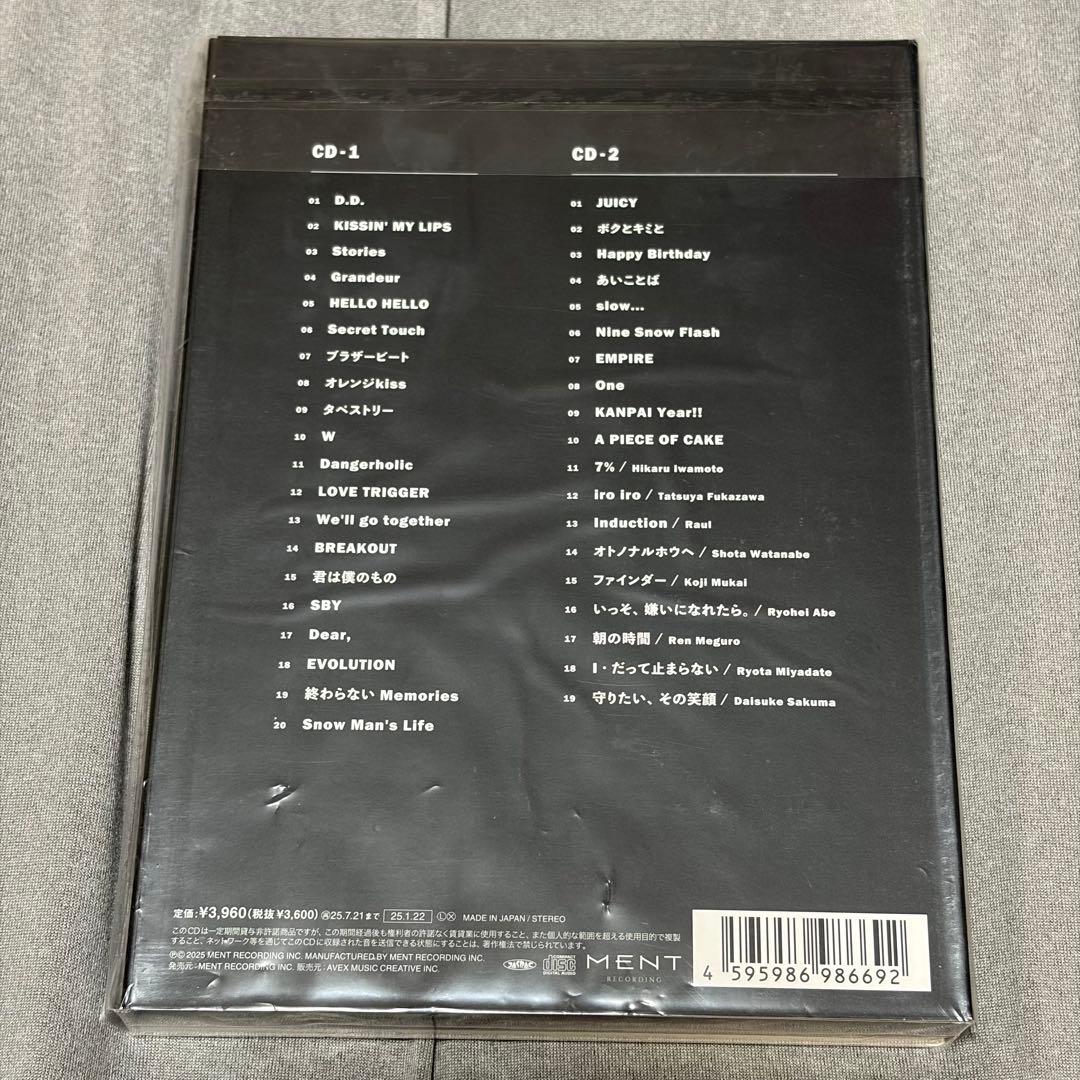 CD-1
01 D.D.
02 KISSIN' MY LIPS
03 Stories
04 Grandeur
05 HELLO HELLO
06 Secret Touch
07 ブラザービート
08 オレンジkiss
09 タペストリー
10 W
11 Dangerholic
12 LOVE TRIGGER
13 We'll go together
14 BREAKOUT
15 君は僕のもの
16 SBY
17 Dear,
18 EVOLUTION
19 終わらない Memories
20 Snow Man's Life
CD-2
01 JUICY
02 ボクとキミと
03 Happy Birthday
04 あいことば
05 slow...
06 Nine Snow Flash
07 EMPIRE
08 One
09 KANPAI Year!!
10 A PIECE OF CAKE
11 7% / Hikaru Iwamoto
12 iro iro / Tatsuya Fukazawa
13 Induction / Raul
14 オトノナルホウヘ / Shota Watanabe
15 ファインダー / Koji Mukai
16 いっそ、嫌いになれたら。 / Ryohei Abe
17 朝の時間 / Ren Meguro
18 I・だって止まらない / Ryota Miyadate
19 守りたい、その笑顔 / Daisuke Sakuma
定価:¥3,960(税抜¥3,600) 再25.7.21まで 25.1.22 Ⓛ MADE IN JAPAN/STEREO
このCDは一定期間貸与非許諾商品ですが、この期間経過後も権利者の許諾なく賃貸業に使用すること、また個人的な範囲を超える使用目的で複製
すること、ネットワーク等を通じてこのCDに収録された音を送信できる状態にすることは、著作権法で禁じられています。
Ⓟ© 2025 MENT RECORDING INC. MANUFACTURED BY MENT RECORDING INC.
発売元:MENT RECORDING INC. 販売元:AVEX MUSIC CREATIVE INC.
JASRAC
COMPACT disc DIGITAL AUDIO
MENT
RECORDING
4 595986 986692